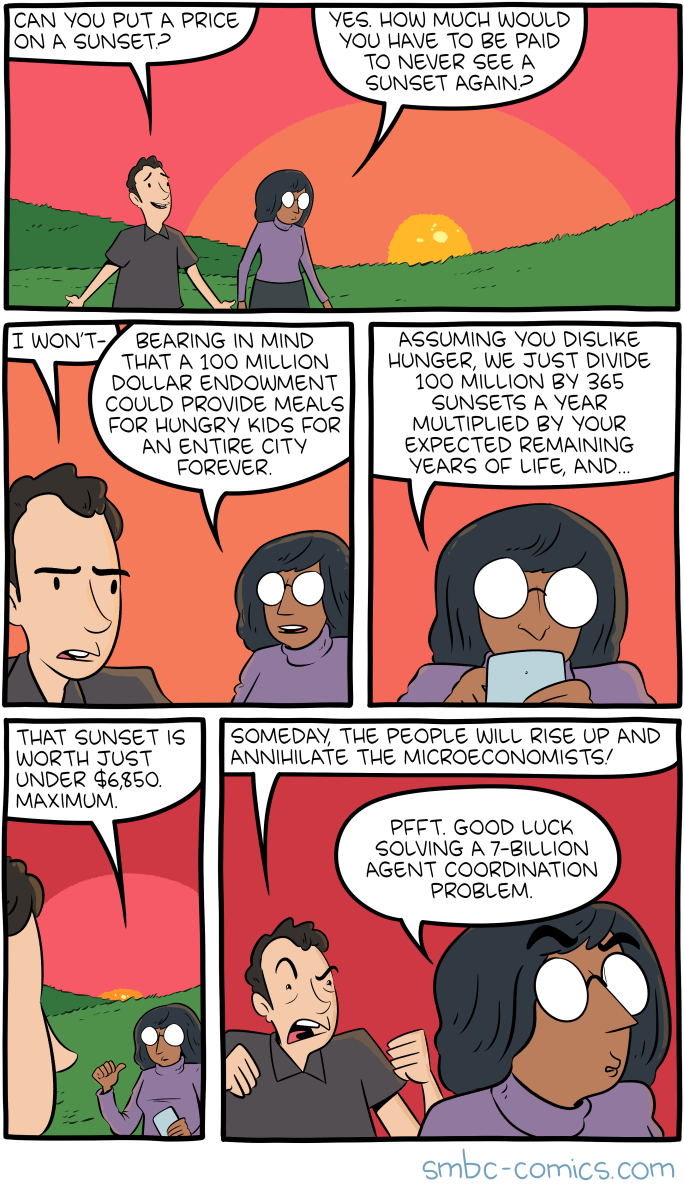 CAN YOU PUT A PRICE
ON A SUNSET?
YES. HOW MUCH WOULD
YOU HAVE TO BE PAID
TO NEVER SEE A
SUNSET AGAIN?
I WON'T-
BEARING IN MIND
THAT A 100 MILLION
DOLLAR ENDOWMENT
COULD PROVIDE MEALS
FOR HUNGRY KIDS FOR
AN ENTIRE CITY
FOREVER.
ASSUMING YOU DISLIKE
HUNGER, WE JUST DIVIDE
100 MILLION BY 365
SUNSETS A YEAR
MULTIPLIED BY YOUR
EXPECTED REMAINING
YEARS OF LIFE, AND...
THAT SUNSET IS
WORTH JUST
UNDER $6,850.
MAXIMUM.
SOMEDAY, THE PEOPLE WILL RISE UP AND
ANNIHILATE THE MICROECONOMISTS!
PFFT. GOOD LUCK
SOLVING A 7-BILLION
AGENT COORDINATION
PROBLEM.
smbc-comics.com